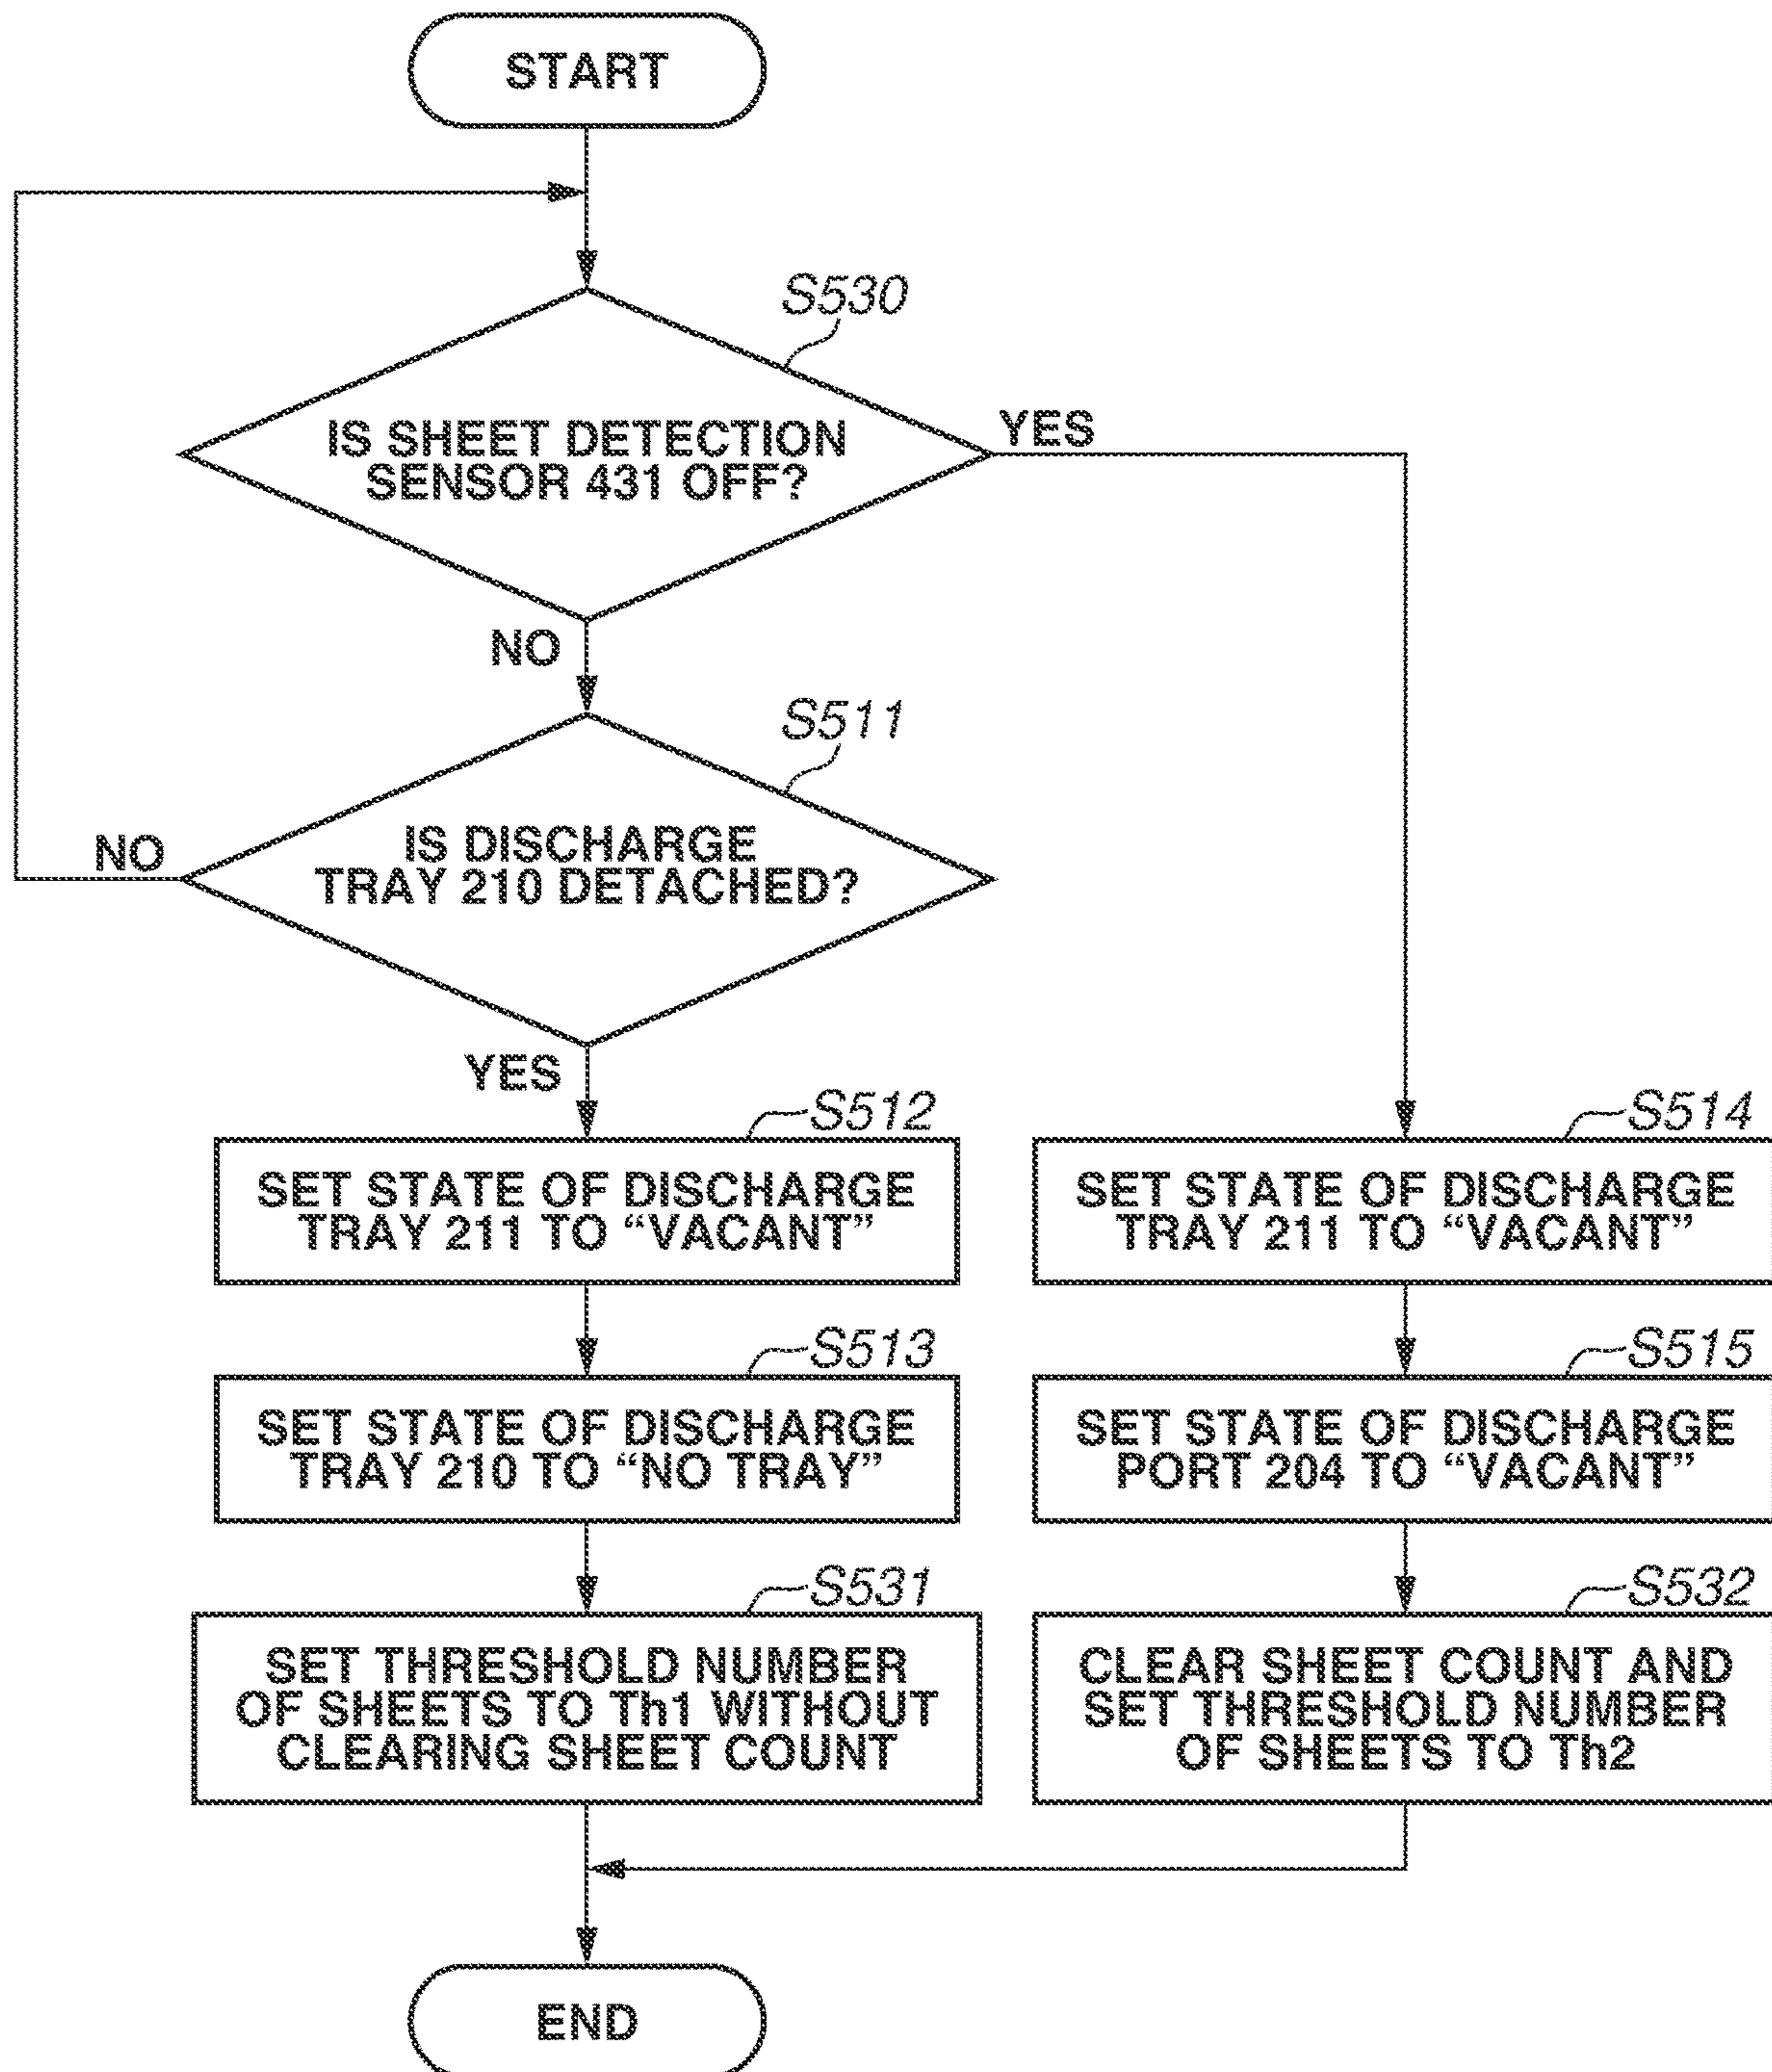 START
S530
IS SHEET DETECTION
SENSOR 431 OFF?
YES
NO
S511
IS DISCHARGE
TRAY 210 DETACHED?
NO
YES
S512
SET STATE OF DISCHARGE
TRAY 211 TO “VACANT”
S514
SET STATE OF DISCHARGE
TRAY 211 TO “VACANT”
S513
SET STATE OF DISCHARGE
TRAY 210 TO “NO TRAY”
S515
SET STATE OF DISCHARGE
PORT 204 TO “VACANT”
S531
SET THRESHOLD NUMBER
OF SHEETS TO Th1 WITHOUT
CLEARING SHEET COUNT
S532
CLEAR SHEET COUNT AND
SET THRESHOLD NUMBER
OF SHEETS TO Th2
END